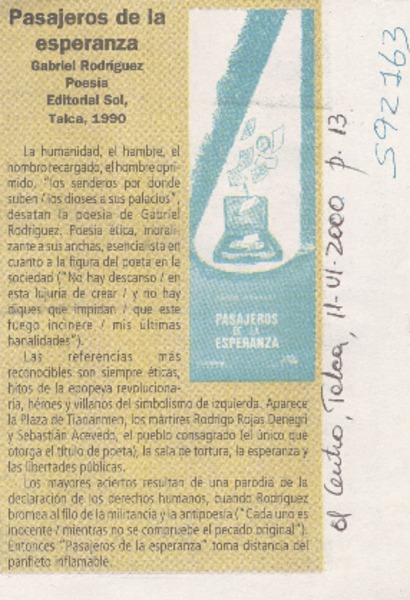 Pasajeros de la
esperanza
Gabriel Rodríguez
Poesía
Editorial Sol,
Talca, 1990
La humanidad, el hambre, el
hombro recargado, el hombre opri-
mido, "los senderos por donde
suben / los dioses a sus palacios",
desatan la poesía de Gabriel
Rodríguez. Poesía ética, morali-
zante a sus anchas, esencialista en
cuanto a la figura del poeta en la
sociedad ("No hay descanso / en
esta lujuria de crear / y no hay
diques que impidan / que este
fuego incinere / mis últimas
banalidades").
Las referencias más
reconocibles son siempre éticas,
hitos de la epopeya revoluciona-
ria, héroes y villanos del simbolismo de izquierda. Aparece
la Plaza de Tiananmen, los mártires Rodrigo Rojas Denegri
y Sebastián Acevedo, el pueblo consagrado (el único que
otorga el título de poeta), la sala de tortura, la esperanza y
las libertades públicas.
Los mayores aciertos resultan de una parodia de la
declaración de los derechos humanos, cuando Rodríguez
bromea al filo de la militancia y la antipoesía ("Cada uno es
inocente / mientras no se compruebe el pecado original").
Entonces "Pasajeros de la esperanza" toma distancia del
panfleto inflamable.
PASAJEROS
DE LA
ESPERANZA
el Centro, Talca, 11-VI-2000 p. 13
592163